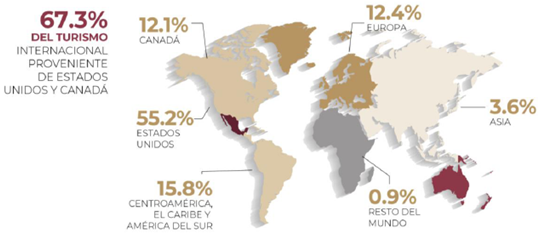 67.3%
DEL TURISMO
INTERNACIONAL
PROVENIENTE
DE ESTADOS
UNIDOS Y CANADÁ
12.1%
CANADÁ
12.4%
EUROPA
55.2%
ESTADOS
UNIDOS
3.6%
ASIA
15.8%
CENTROAMÉRICA,
EL CARIBE Y
AMÉRICA DEL SUR
0.9%
RESTO DEL
MUNDO